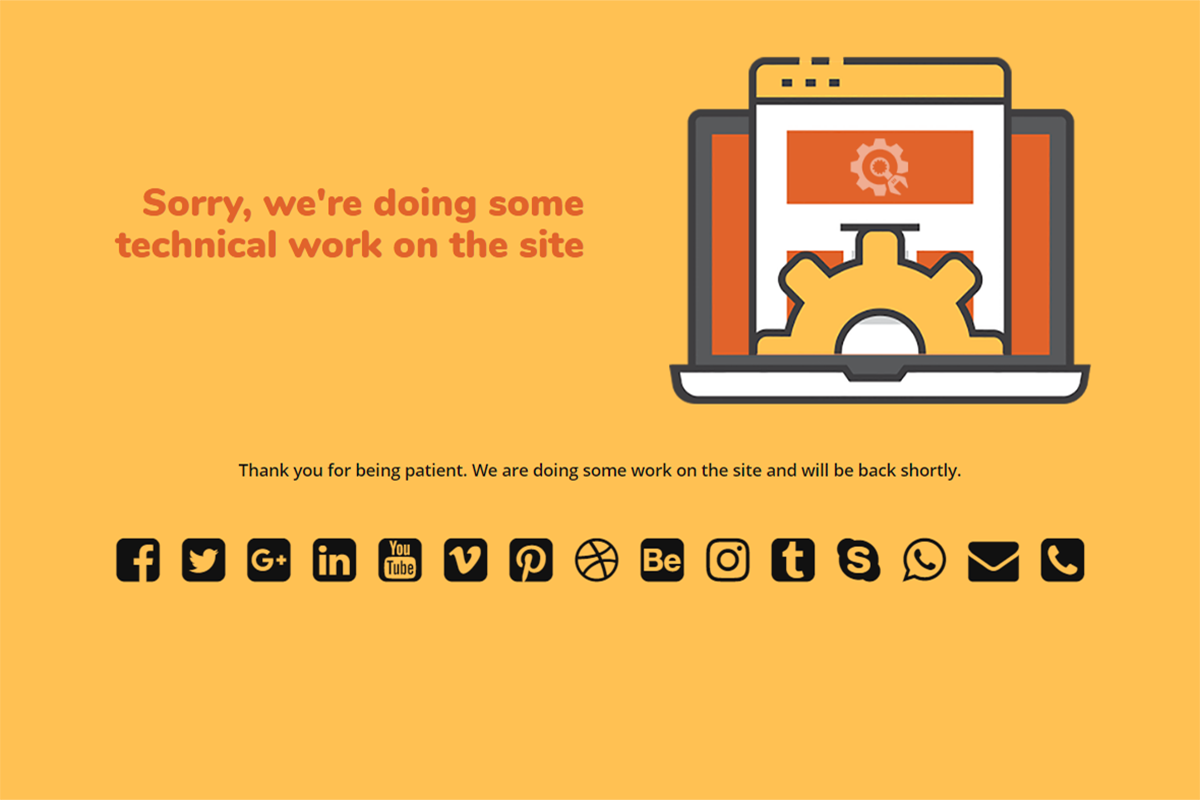 Sorry, we're doing some
technical work on the site
Thank you for being patient. We are doing some work on the site and will be back shortly.
f G+ in You Tube v p Be t S